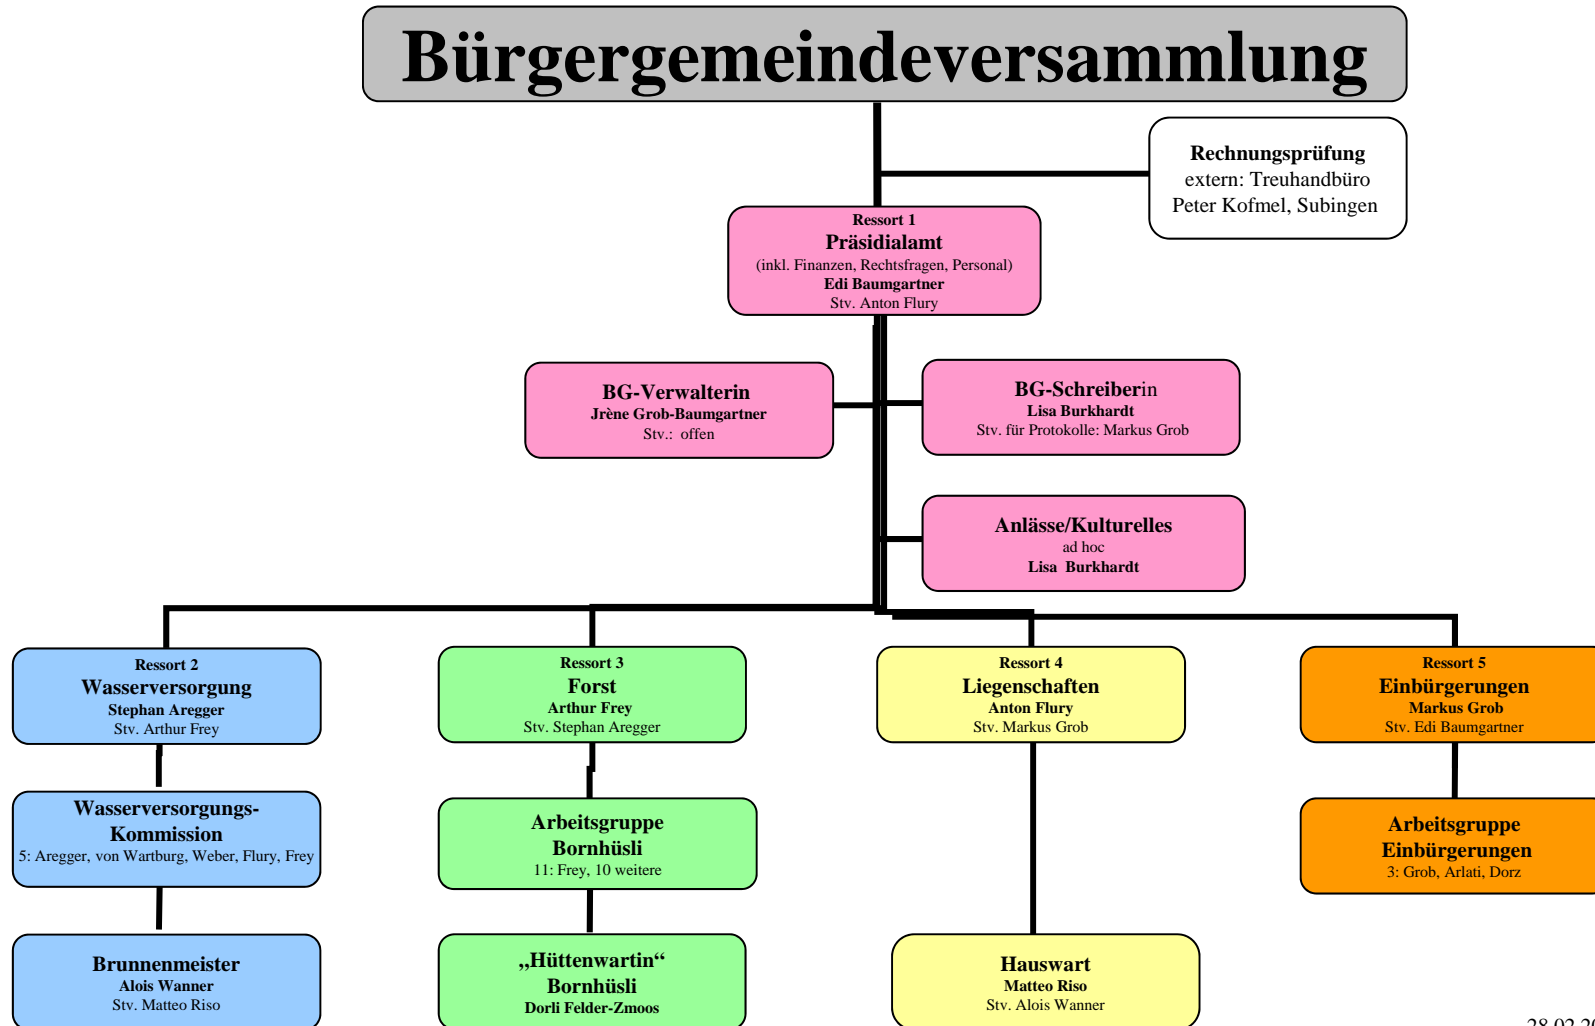 Bürgergemeindeversammlung
Rechnungsprüfung
extern: Treuhandbüro
Peter Kofmel, Subingen
Ressort 1
Präsidialamt
(inkl. Finanzen, Rechtsfragen, Personal)
Edi Baumgartner
Stv. Anton Flury
BG-Verwalterin
Jrène Grob-Baumgartner
Stv.: offen
BG-Schreiberin
Lisa Burkhardt
Stv. für Protokolle: Markus Grob
Anlässe/Kulturelles
ad hoc
Lisa Burkhardt
Ressort 2
Wasserversorgung
Stephan Aregger
Stv. Arthur Frey
Ressort 3
Forst
Arthur Frey
Stv. Stephan Aregger
Ressort 4
Liegenschaften
Anton Flury
Stv. Markus Grob
Ressort 5
Einbürgerungen
Markus Grob
Stv. Edi Baumgartner
Wasserversorgungs-
Kommission
5: Aregger, von Wartburg, Weber, Flury, Frey
Arbeitsgruppe
Bornhüsli
11: Frey, 10 weitere
Arbeitsgruppe
Einbürgerungen
3: Grob, Arlati, Dorz
Brunnenmeister
Alois Wanner
Stv. Matteo Riso
„Hüttenwartin“
Bornhüsli
Dorli Felder-Zmoos
Hauswart
Matteo Riso
Stv. Alois Wanner